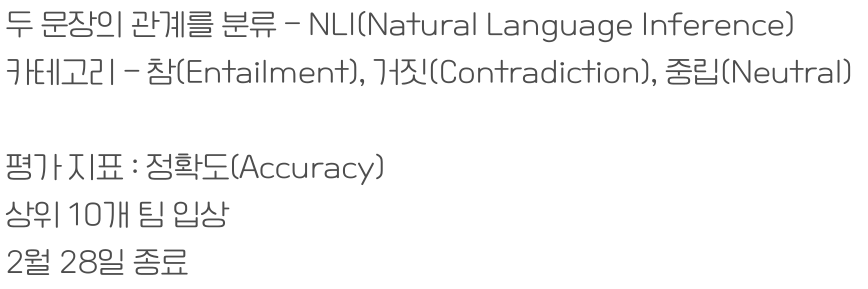 두 문장의 관계를 분류 - NLI(Natural Language Inference)
카테고리 - 참(Entailment), 거짓(Contradiction), 중립(Neutral)
평가 지표 : 정확도(Accuracy)
상위 10개 팀 입상
2월 28일 종료